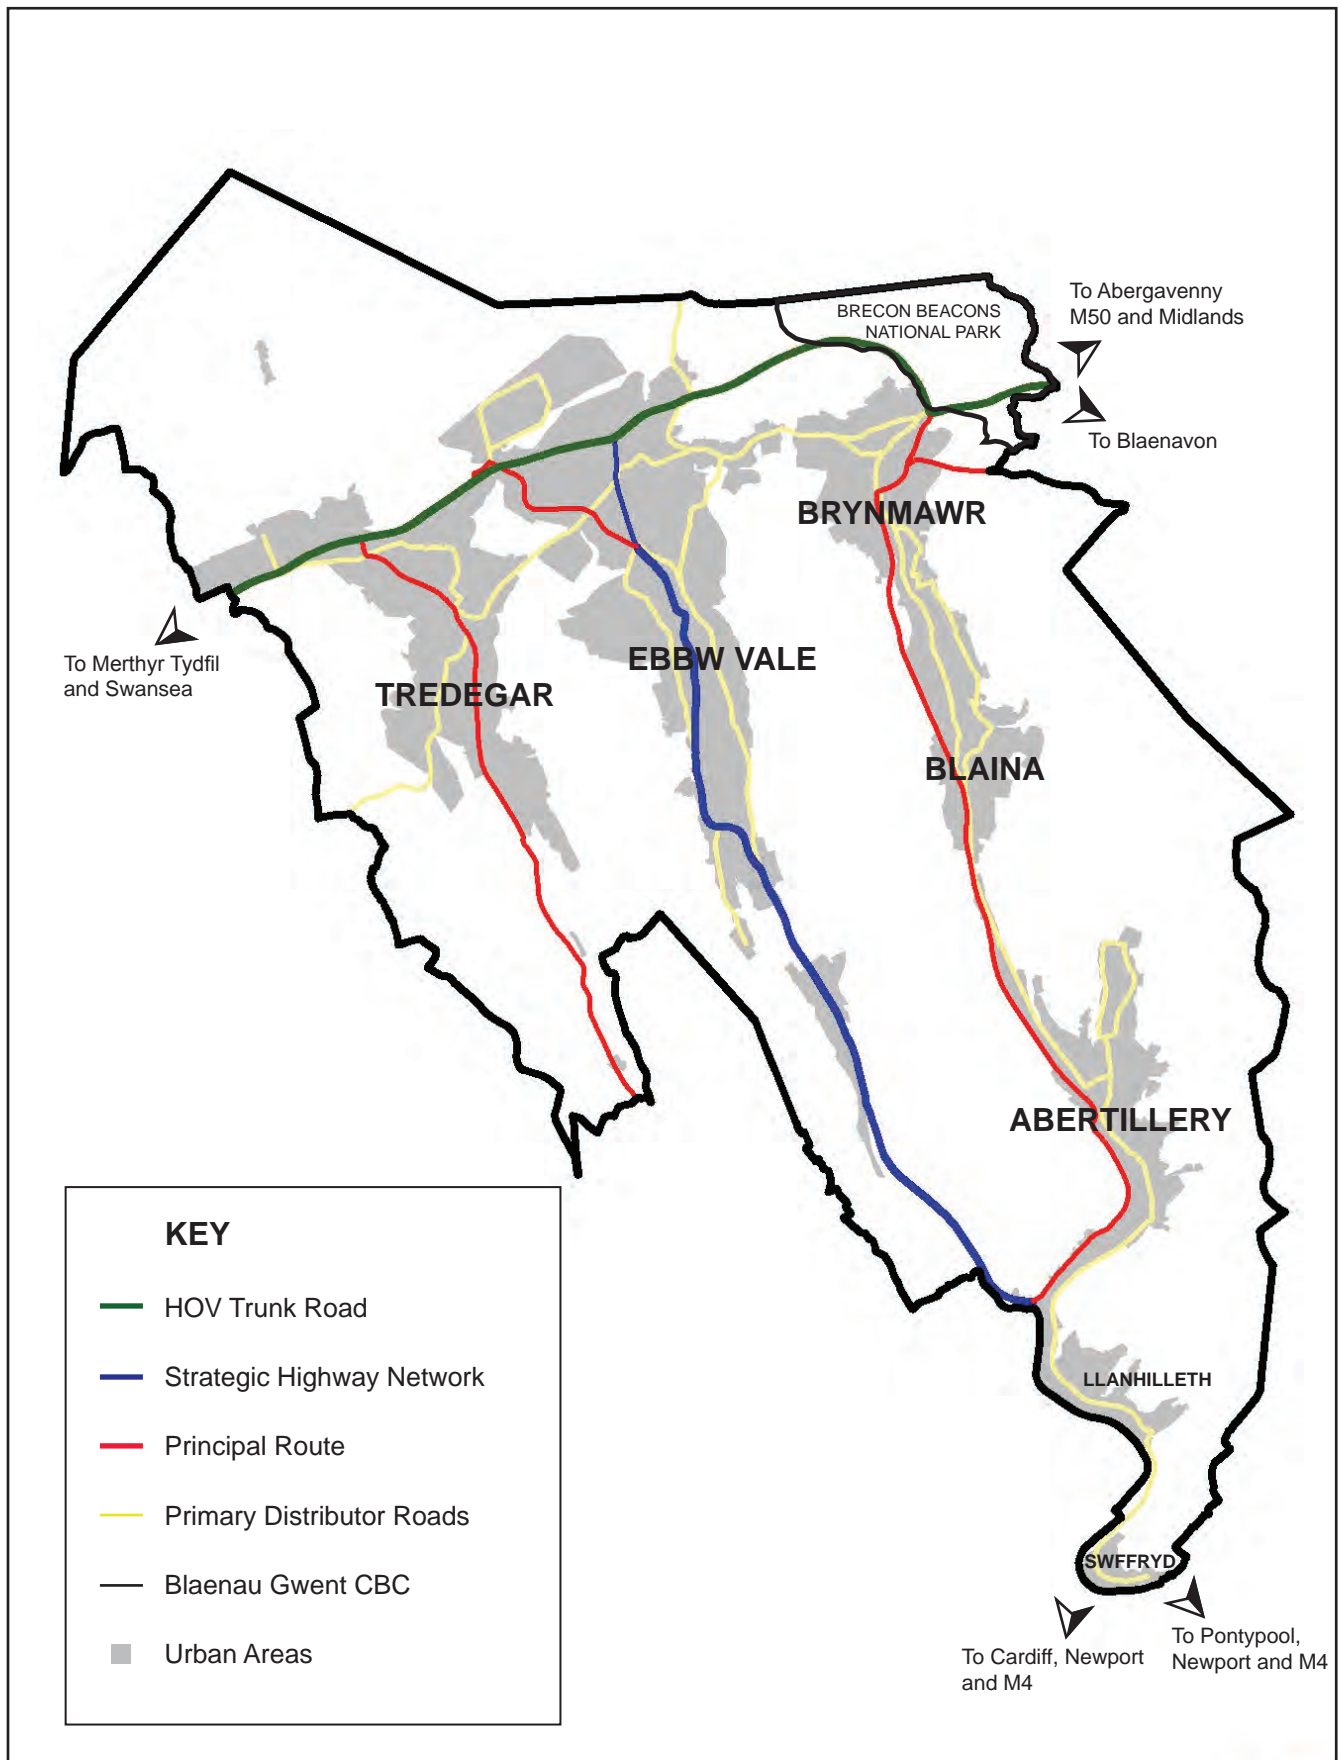 BRECON BEACONS
NATIONAL PARK
To Abergavenny
M50 and Midlands
To Blaenavon
BRYNMAWR
To Merthyr Tydfil
and Swansea
EBBW VALE
TREDEGAR
BLAINA
ABERTILLERY
LLANHILLETH
SWFFRYD
To Cardiff, Newport
and M4
To Pontypool,
Newport and M4
KEY
HOV Trunk Road
Strategic Highway Network
Principal Route
Primary Distributor Roads
Blaenau Gwent CBC
Urban Areas